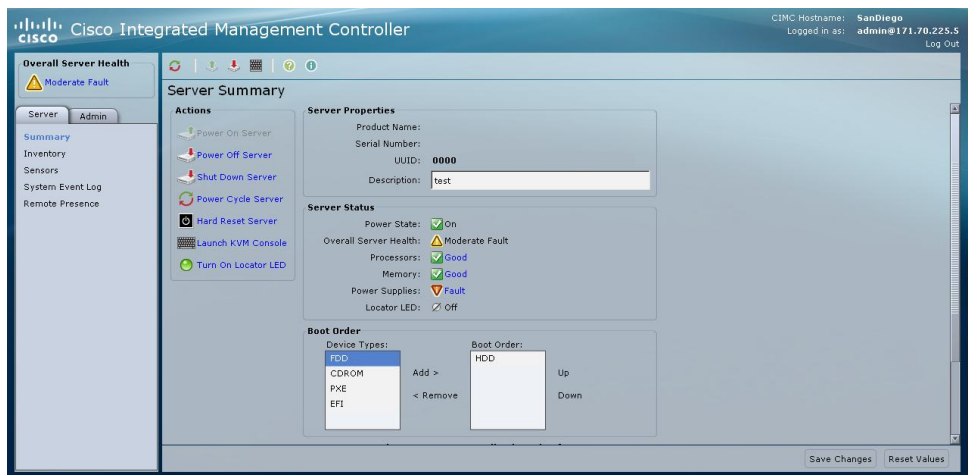 CISCO
Cisco Integrated Management Controller
CIMC Hostname: SanDiego
Logged in as: admin@171.70.225.5
Log Out
Overall Server Health
Moderate Fault
Server Admin
Summary
Inventory
Sensors
System Event Log
Remote Presence
Server Summary
Actions
Power On Server
Power Off Server
Shut Down Server
Power Cycle Server
Hard Reset Server
Launch KVM Console
Turn On Locator LED
Server Properties
Product Name:
Serial Number:
UUID: 0000
Description: test
Server Status
Power State: On
Overall Server Health: Moderate Fault
Processors: Good
Memory: Good
Power Supplies: Fault
Locator LED: Off
Boot Order
Device Types:
FDD
CDROM
PXE
EFI
Add >
< Remove
Boot Order:
HDD
Up
Down
Save Changes Reset Values